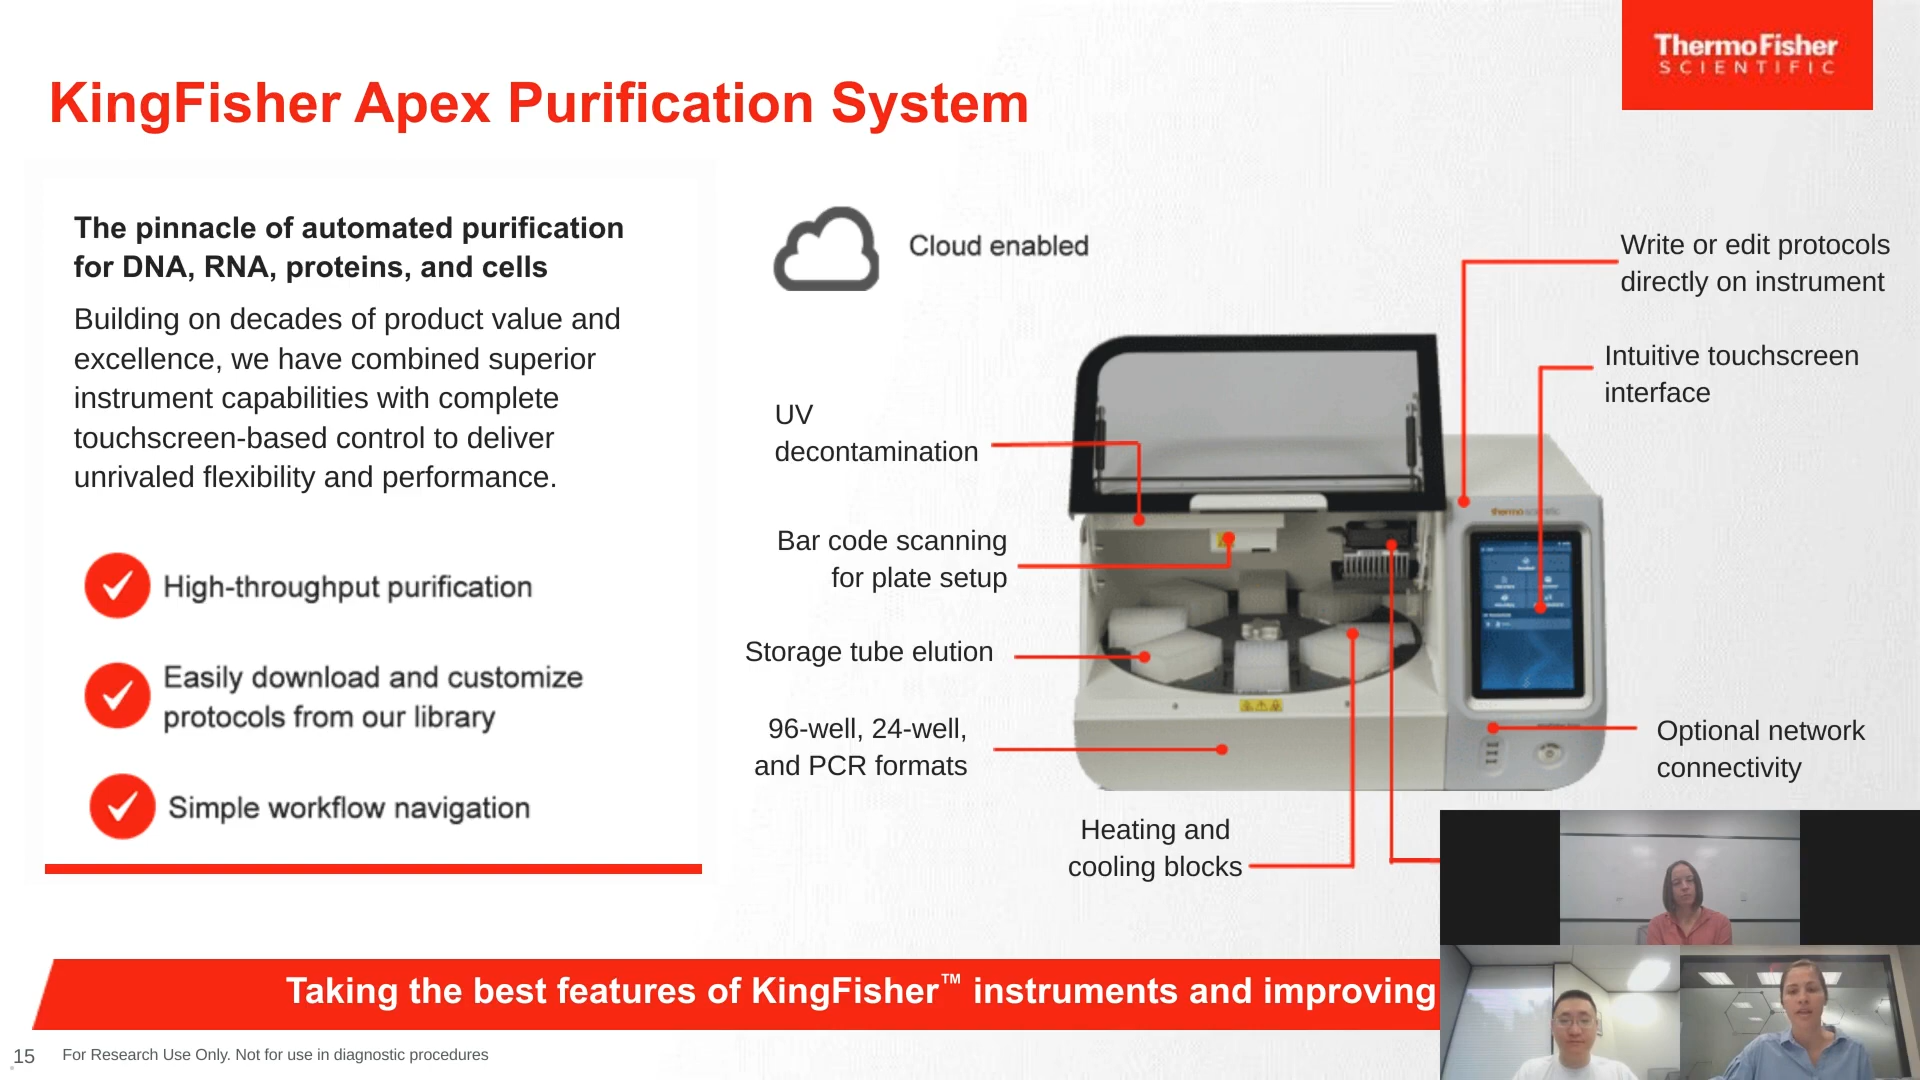 ThermoFisher
SCIENTIFIC
KingFisher Apex Purification System
The pinnacle of automated purification
for DNA, RNA, proteins, and cells
Building on decades of product value and
excellence, we have combined superior
instrument capabilities with complete
touchscreen-based control to deliver
unrivaled flexibility and performance.
High-throughput purification
Easily download and customize
protocols from our library
Simple workflow navigation
Cloud enabled
UV
decontamination
Bar code scanning
for plate setup
Storage tube elution
96-well, 24-well,
and PCR formats
Heating and
cooling blocks
Write or edit protocols
directly on instrument
Intuitive touchscreen
interface
thermo scientific
Optional network
connectivity
Taking the best features of KingFisher™ instruments and improving
15
For Research Use Only. Not for use in diagnostic procedures